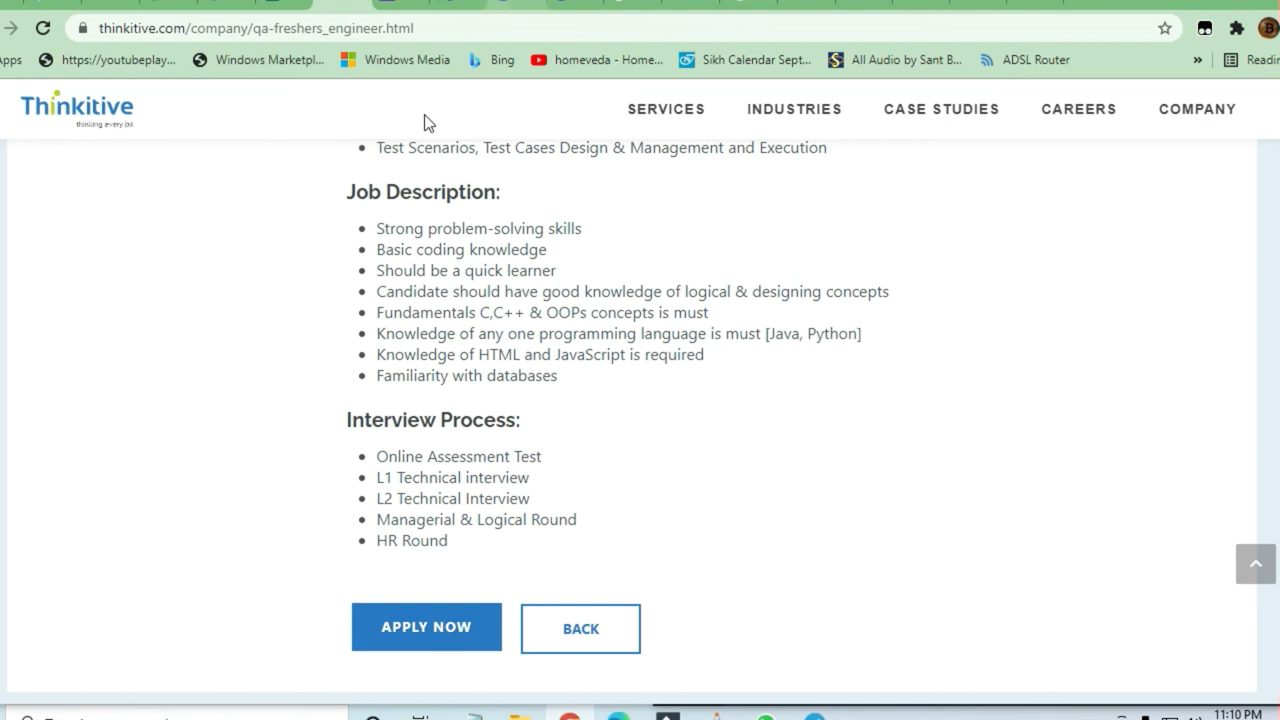 thinkitive.com/company/qa-freshers_engineer.html
https://youtubeplay... Windows Marketpl... Windows Media Bing homeveda - Home... Sikh Calendar Sept... All Audio by Sant B... ADSL Router »
Thinkitive
thinking every bit
SERVICES INDUSTRIES CASE STUDIES CAREERS COMPANY
• Test Scenarios, Test Cases Design & Management and Execution
Job Description:
• Strong problem-solving skills
• Basic coding knowledge
• Should be a quick learner
• Candidate should have good knowledge of logical & designing concepts
• Fundamentals C,C++ & OOPs concepts is must
• Knowledge of any one programming language is must [Java, Python]
• Knowledge of HTML and JavaScript is required
• Familiarity with databases
Interview Process:
• Online Assessment Test
• L1 Technical interview
• L2 Technical Interview
• Managerial & Logical Round
• HR Round
APPLY NOW BACK
11:10 PM